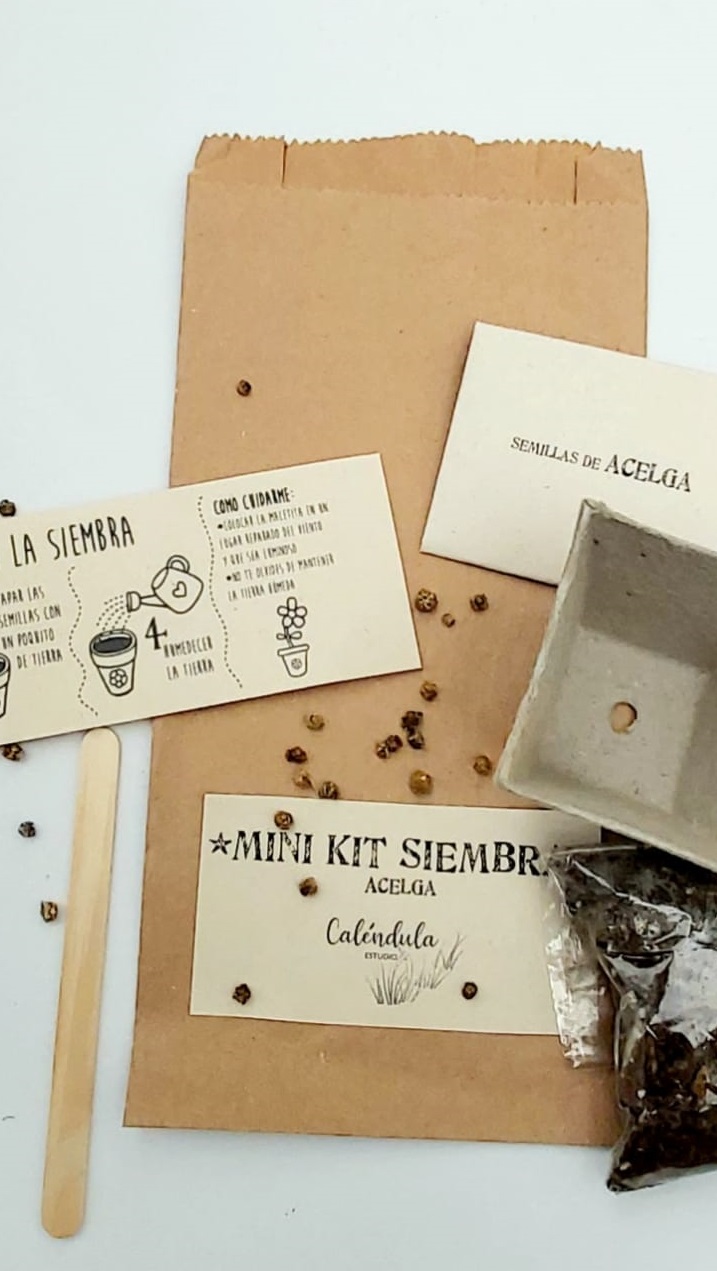 SEMILLAS DE ACELGA
LA SIEMBRA
APAR LAS
SEMILLAS CON
UN POQUITO
DE TIERRA
4
HUMEDECER
LA TIERRA
COMO CUIDARME:
•COLOCAR LA MACETITA EN UN
LUGAR REPARADO DEL VIENTO
Y QUE SEA LUMINOSO
•NO TE OLVIDES DE MANTENER
LA TIERRA HÚMEDA
★MINI KIT SIEMBRA
ACELGA
Caléndula
ESTUDIO